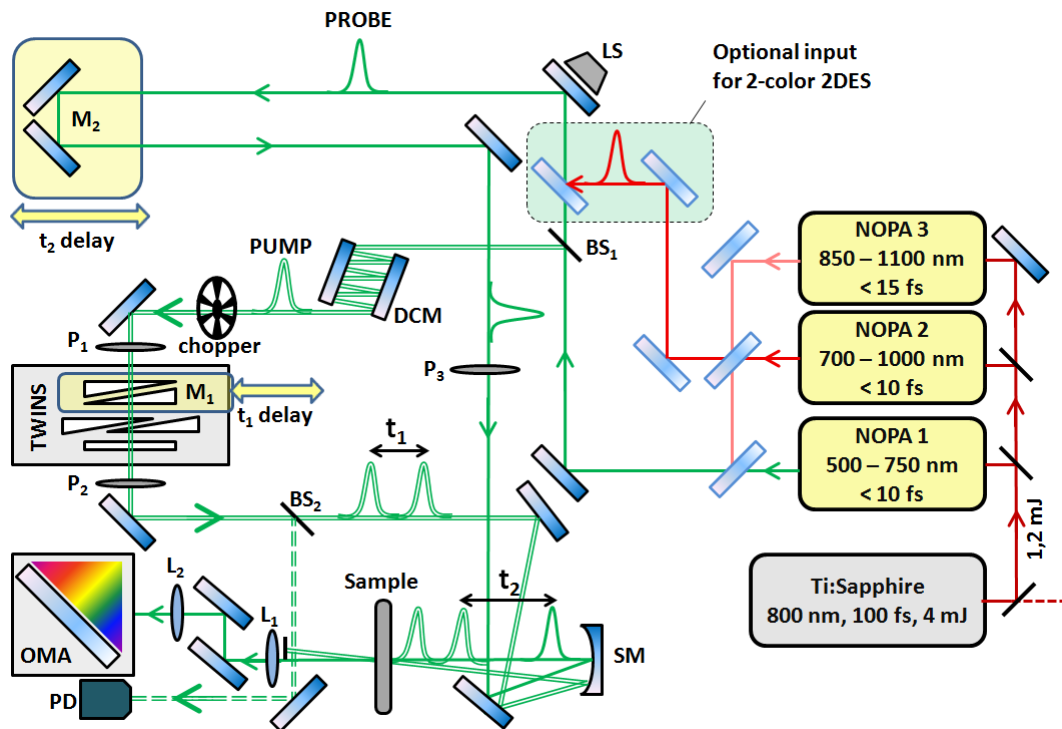 PROBE
LS
Optional input
for 2-color 2DES
M₂
t₂ delay
PUMP
BS₁
DCM
chopper
P₁
P₃
TWINS
M₁
t₁ delay
P₂
NOPA 3
850 – 1100 nm
< 15 fs
NOPA 2
700 – 1000 nm
< 10 fs
NOPA 1
500 – 750 nm
< 10 fs
1,2 mJ
Ti:Sapphire
800 nm, 100 fs, 4 mJ
t₁
BS₂
Sample
t₂
L₂
L₁
SM
OMA
PD